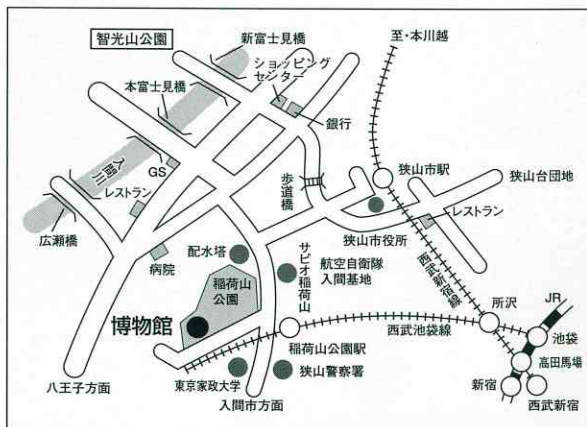 智光山公園
新富士見橋
ショッピング
センター
本富士見橋
至・本川越
銀行
入間川
GS
レストラン
歩道橋
狭山市駅
狭山台団地
レストラン
広瀬橋
病院
配水塔
サビオ稲荷山
狭山市役所
航空自衛隊
入間基地
西武新宿線
稲荷山
公園
博物館
所沢
JR
池袋
稲荷山公園駅
西武池袋線
高田馬場
八王子方面
東京家政大学
狭山警察署
新宿
西武新宿
入間市方面